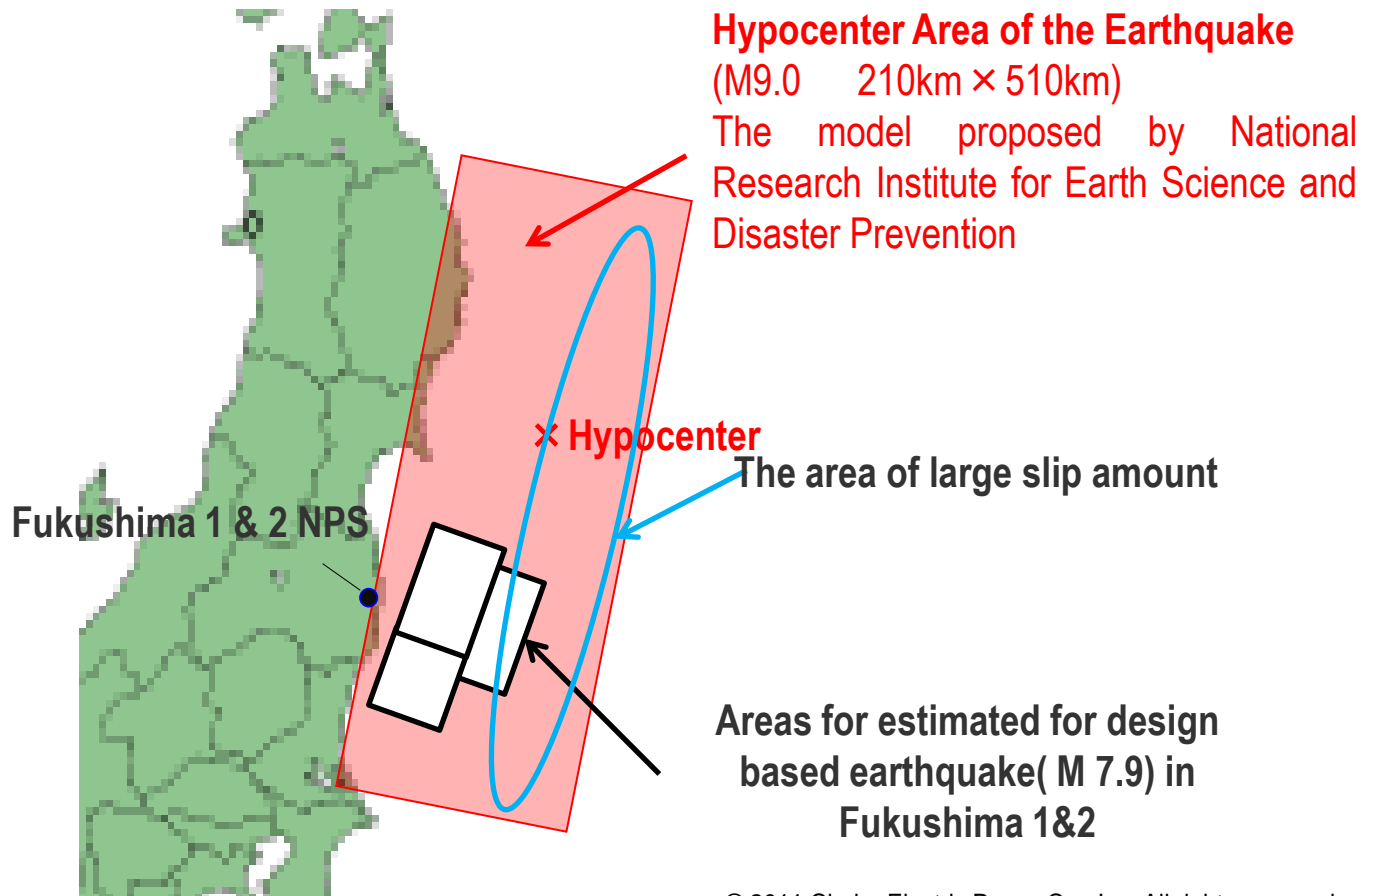 Hypocenter Area of the Earthquake
(M9.0 210km × 510km)
The model proposed by National
Research Institute for Earth Science and
Disaster Prevention
× Hypocenter
The area of large slip amount
Fukushima 1 & 2 NPS
Areas for estimated for design
based earthquake( M 7.9) in
Fukushima 1&2